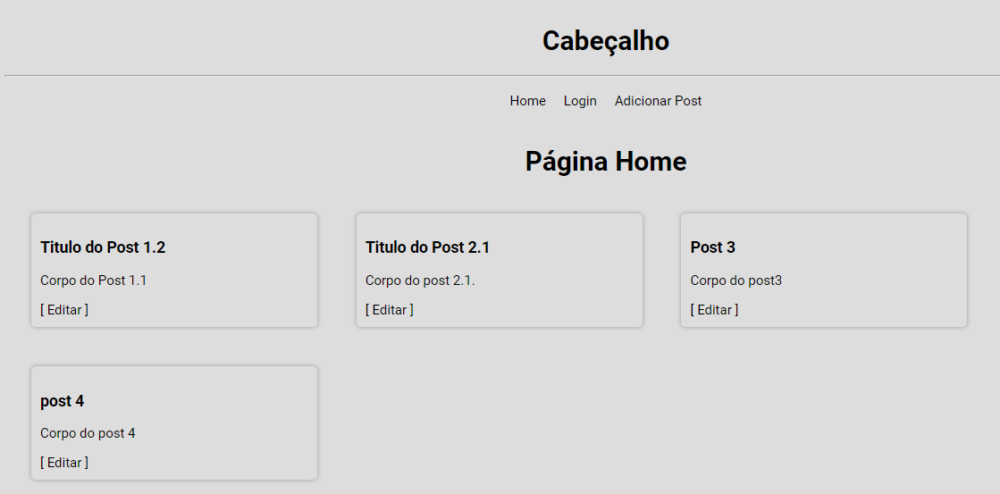 Cabeçalho
Home Login Adicionar Post
Página Home
Titulo do Post 1.2
Corpo do Post 1.1
[ Editar ]
Titulo do Post 2.1
Corpo do post 2.1.
[ Editar ]
Post 3
Corpo do post3
[ Editar ]
post 4
Corpo do post 4
[ Editar ]